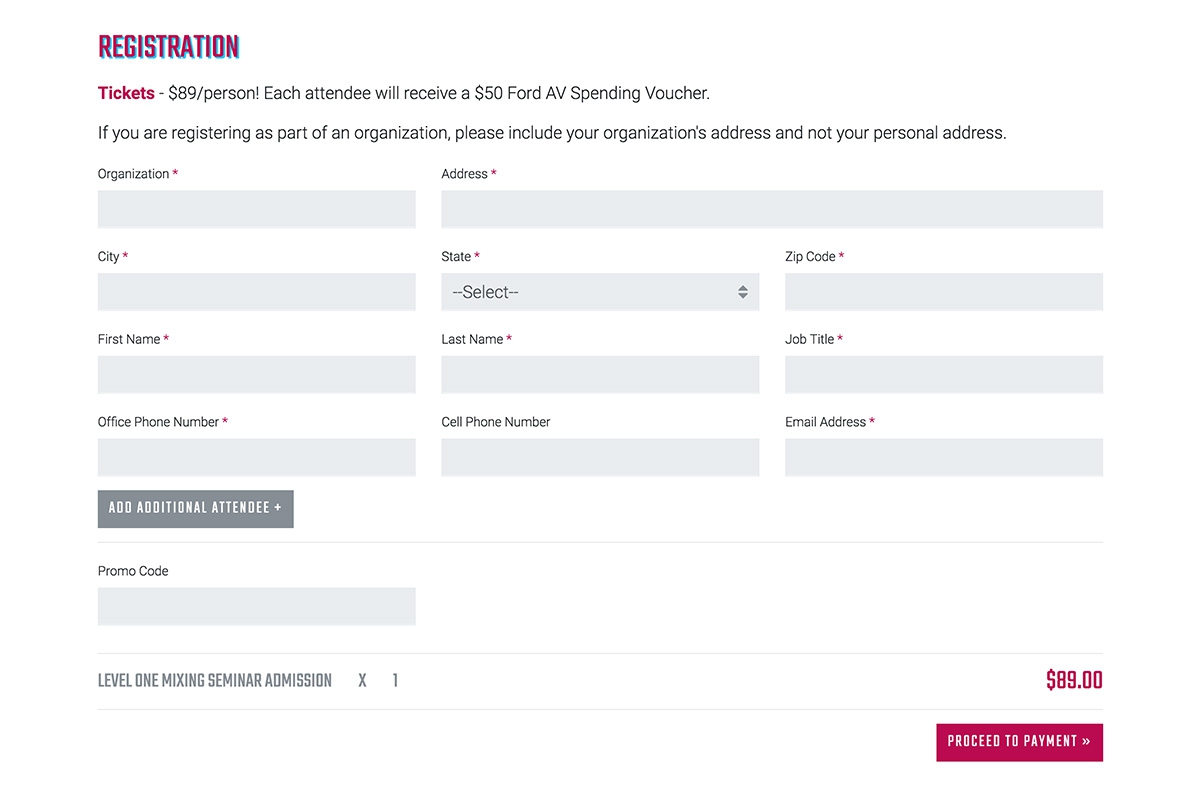 REGISTRATION
Tickets - $89/person! Each attendee will receive a $50 Ford AV Spending Voucher.
If you are registering as part of an organization, please include your organization's address and not your personal address.
Organization * Address *
City * State * Zip Code *
--Select--
First Name * Last Name * Job Title *
Office Phone Number * Cell Phone Number Email Address *
ADD ADDITIONAL ATTENDEE +
Promo Code
LEVEL ONE MIXING SEMINAR ADMISSION X 1 $89.00
PROCEED TO PAYMENT »